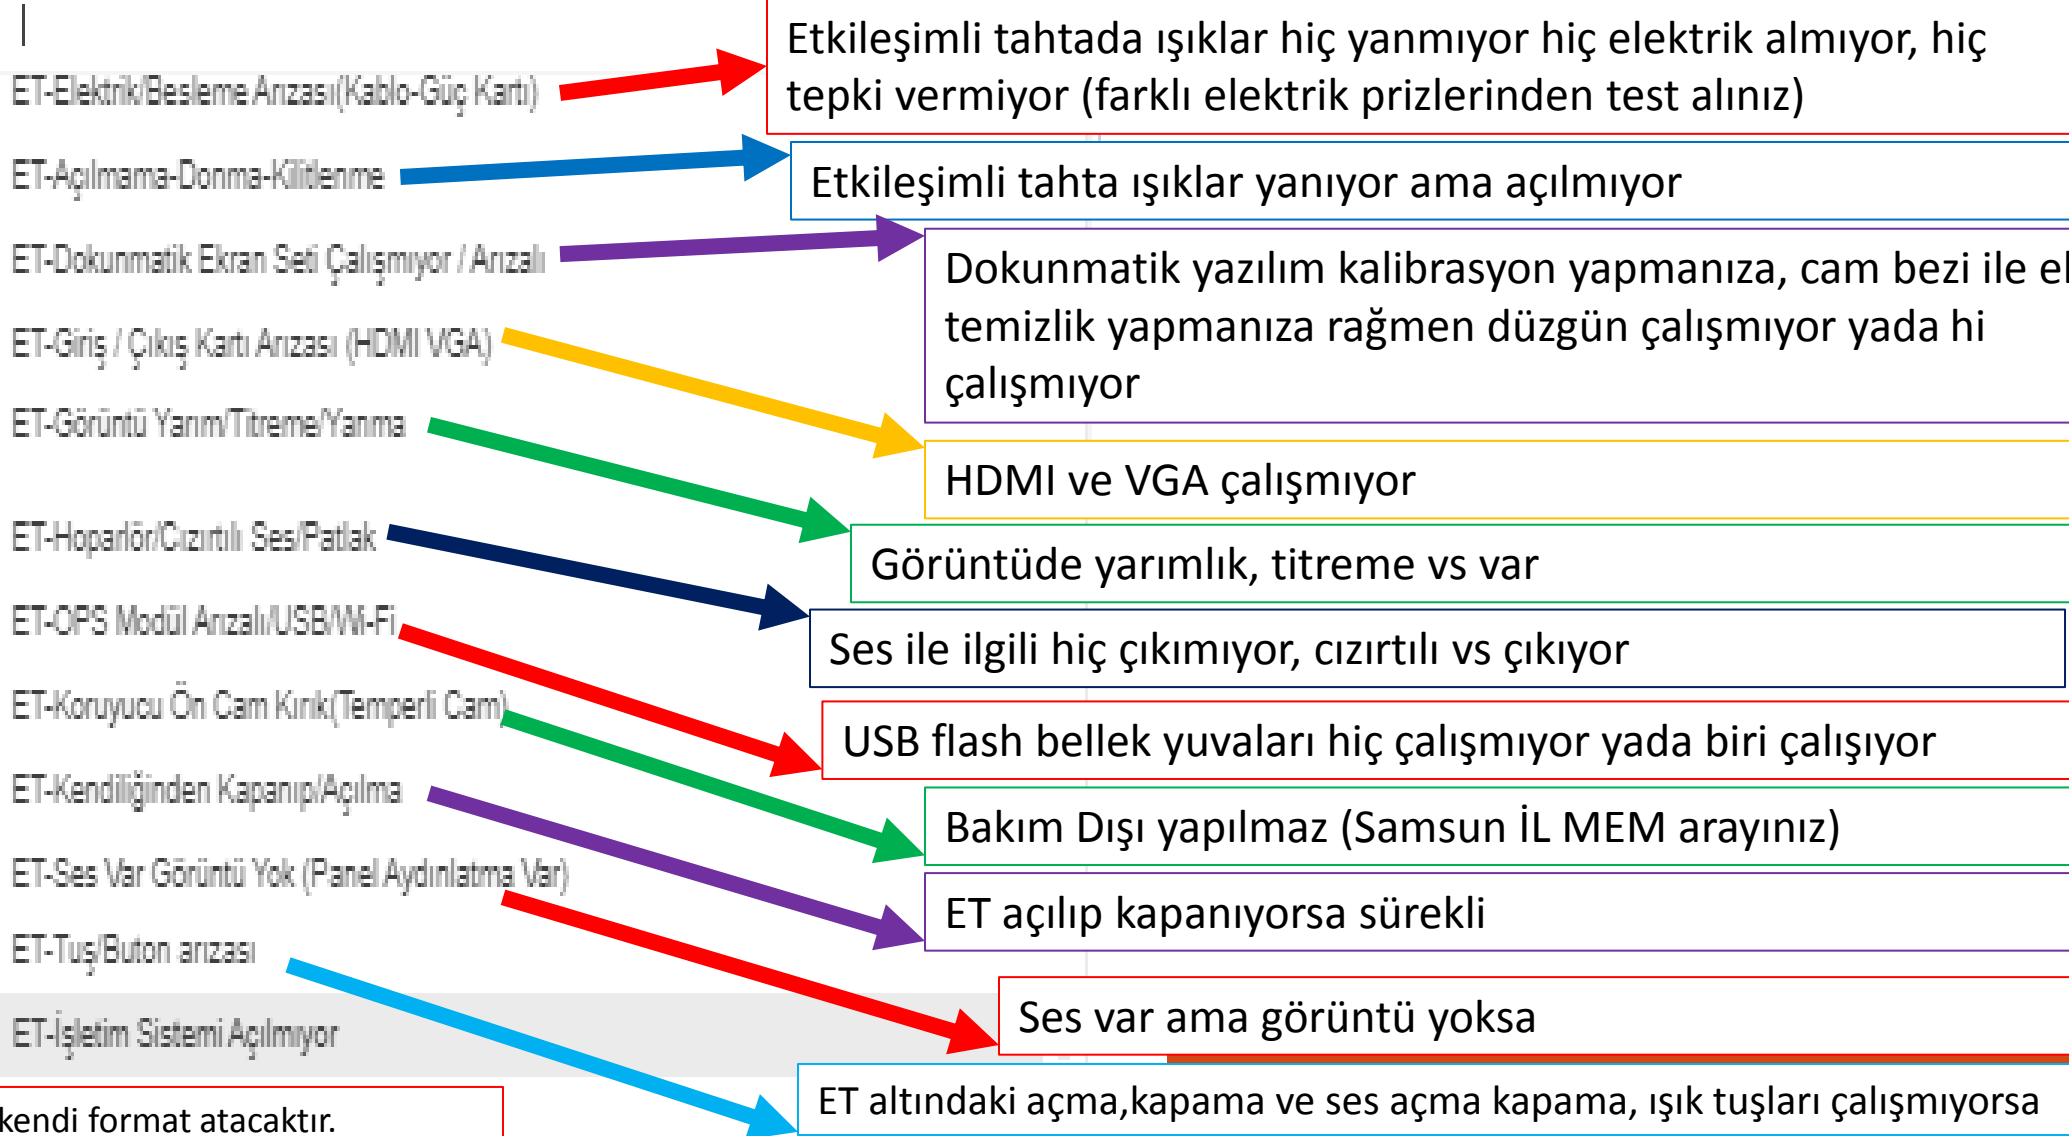 ET-Elektrik/Besleme Arızası(Kablo-Güç Kartı)
Etkileşimli tahtada ışıklar hiç yanmıyor hiç elektrik almıyor, hiç
tepki vermiyor (farklı elektrik prizlerinden test alınız)
ET-Açılmama-Donma-Kilitlenme
Etkileşimli tahta ışıklar yanıyor ama açılmıyor
ET-Dokunmatik Ekran Seti Çalışmıyor / Arızalı
Dokunmatik yazılım kalibrasyon yapmanıza, cam bezi ile
temizlik yapmanıza rağmen düzgün çalışmıyor yada hi
çalışmıyor
ET-Giriş / Çıkış Kartı Arızası (HDMI VGA)
HDMI ve VGA çalışmıyor
ET-Görüntü Yarım/Titreme/Yanma
Görüntüde yarımlık, titreme vs var
ET-Hoparlör/Cızırtılı Ses/Patlak
Ses ile ilgili hiç çıkımıyor, cızırtılı vs çıkıyor
ET-OPS Modül Arızalı/USB/Wi-Fi
USB flash bellek yuvaları hiç çalışmıyor yada biri çalışıyor
ET-Koruyucu Ön Cam Kırık(Temperli Cam)
Bakım Dışı yapılmaz (Samsun İL MEM arayınız)
ET-Kendiliğinden Kapanıp/Açılma
ET açılıp kapanıyorsa sürekli
ET-Ses Var Görüntü Yok (Panel Aydınlatma Var)
Ses var ama görüntü yoksa
ET-Tuş/Buton arızası
ET altındaki açma,kapama ve ses açma kapama, ışık tuşları çalışmıyorsa
ET-İşletim Sistemi Açılmıyor
kendi format atacaktır.